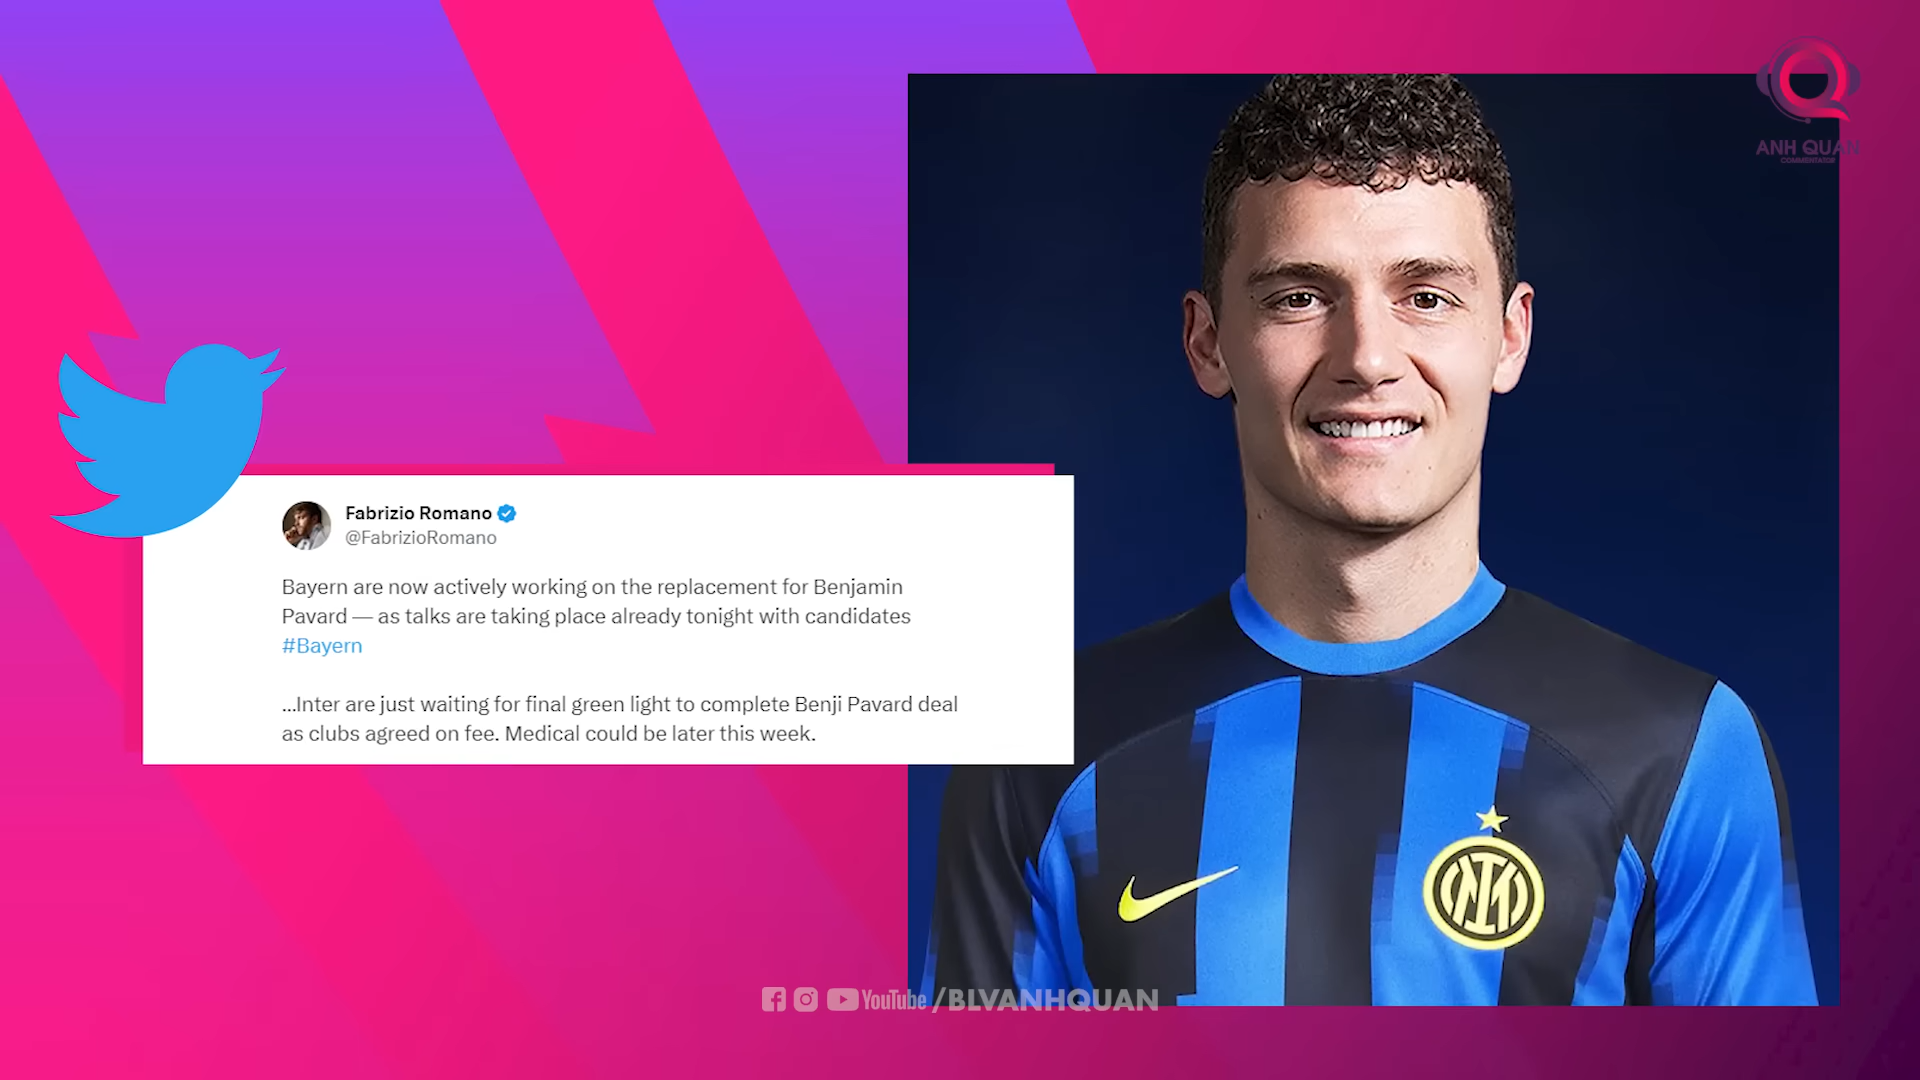 ANH QUAN
COMMENTATOR
Fabrizio Romano
@FabrizioRomano
Bayern are now actively working on the replacement for Benjamin
Pavard — as talks are taking place already tonight with candidates
#Bayern
...Inter are just waiting for final green light to complete Benji Pavard deal
as clubs agreed on fee. Medical could be later this week.
YouTube /BLVANHQUAN